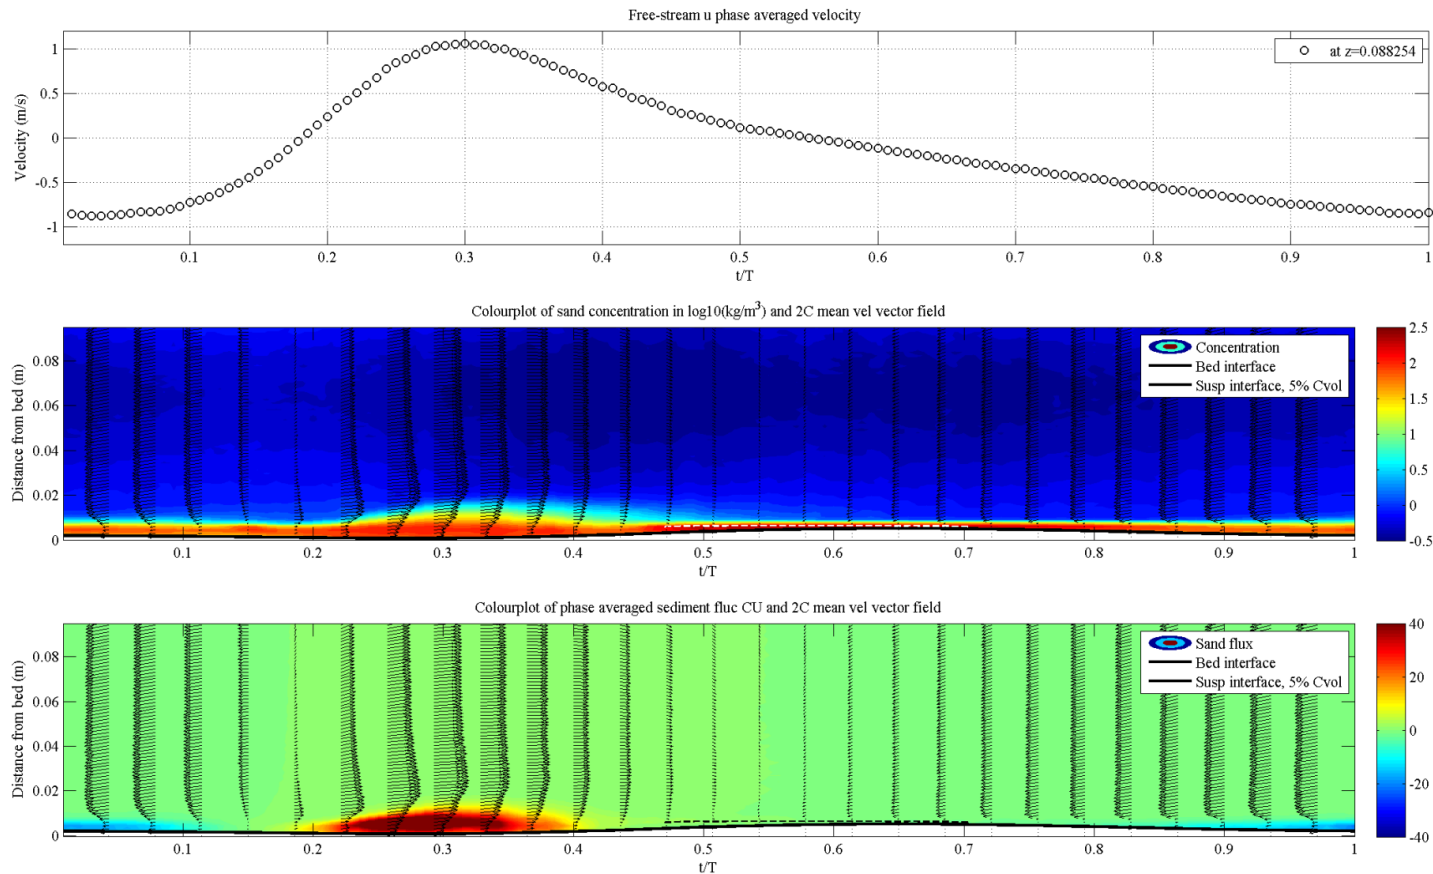 Free-stream u phase averaged velocity
1
0.5
0
-0.5
-1
Velocity (m/s)
at z=0.088254
0.1 0.2 0.3 0.4 0.5 0.6 0.7 0.8 0.9 1
t/T
Colourplot of sand concentration in log10(kg/m³) and 2C mean vel vector field
0.08
0.06
0.04
0.02
0
Distance from bed (m)
Concentration
Bed interface
Susp interface, 5% Cvol
2.5
2
1.5
1
0.5
0
-0.5
0.1 0.2 0.3 0.4 0.5 0.6 0.7 0.8 0.9 1
t/T
Colourplot of phase averaged sediment fluc CU and 2C mean vel vector field
0.08
0.06
0.04
0.02
0
Distance from bed (m)
Sand flux
Bed interface
Susp interface, 5% Cvol
40
20
0
-20
-40
0.1 0.2 0.3 0.4 0.5 0.6 0.7 0.8 0.9 1
t/T